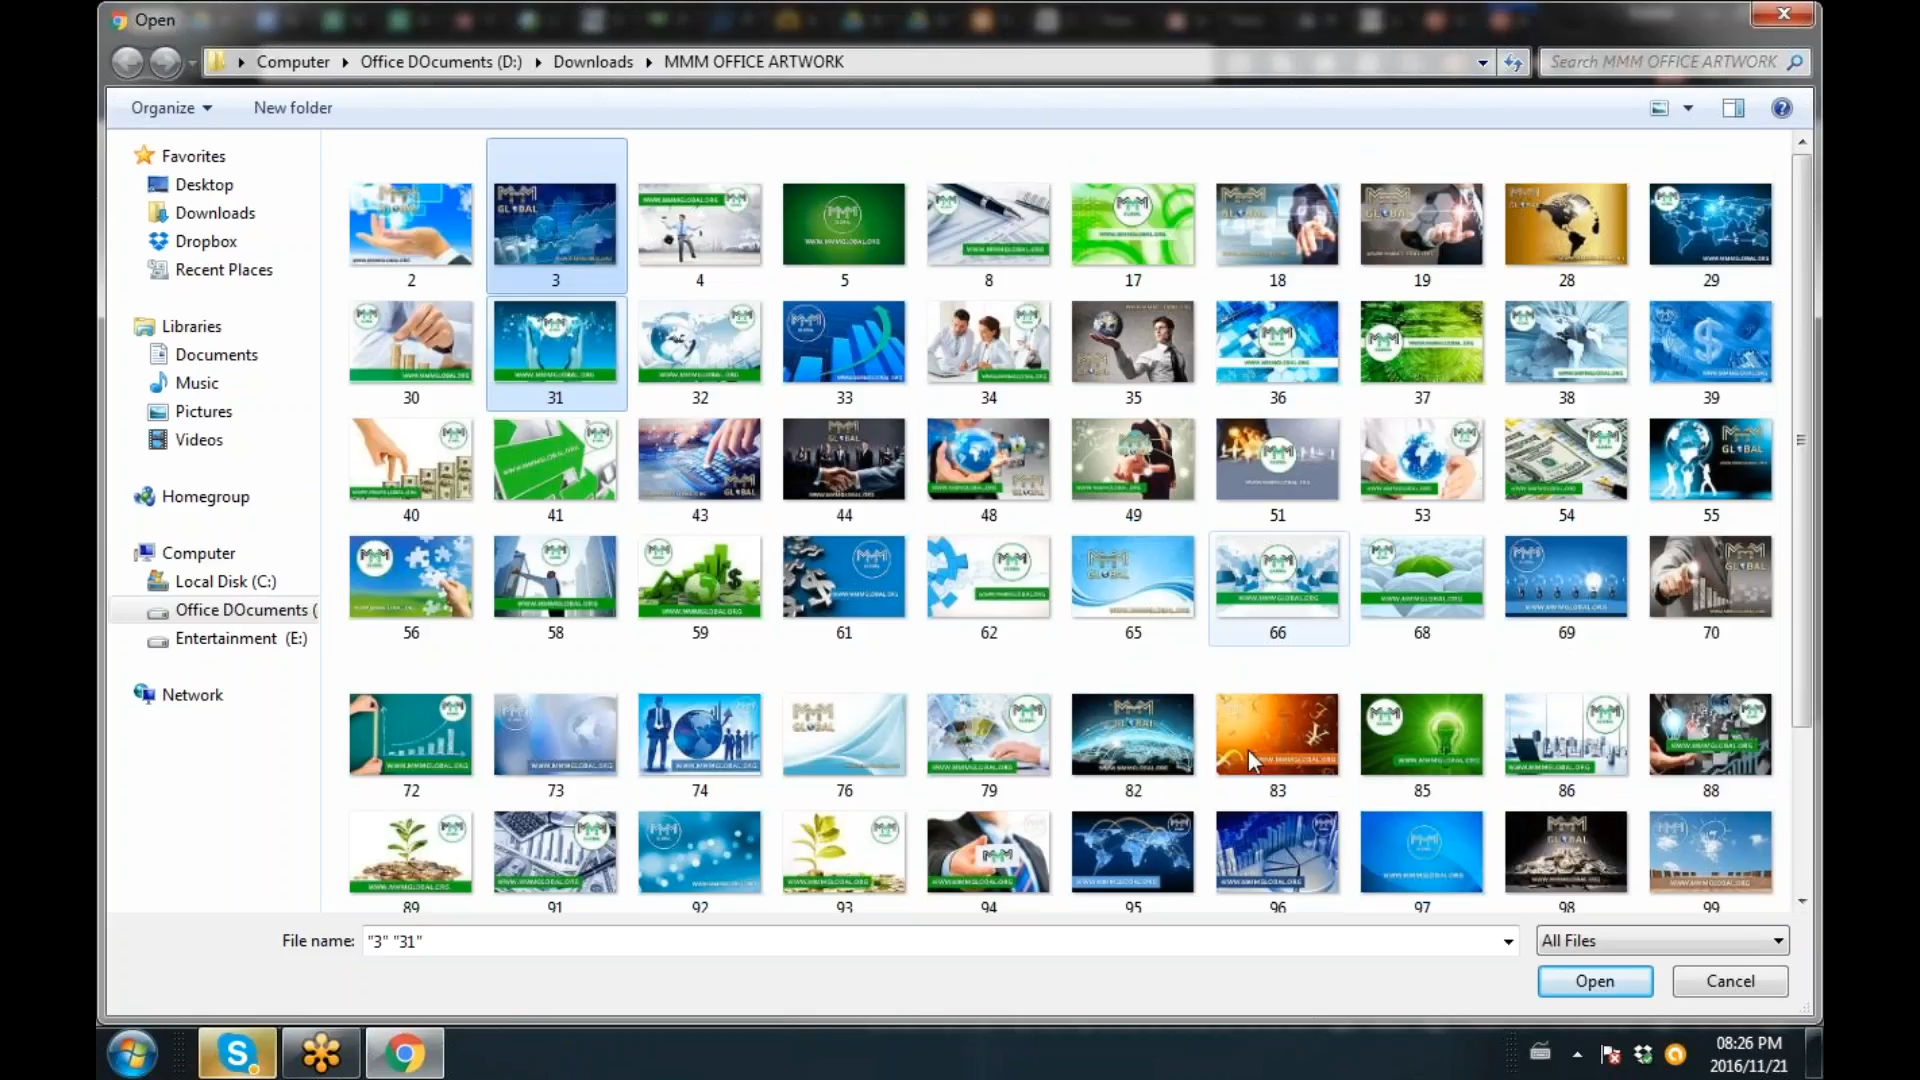 Open
Computer Office DOcuments (D:) Downloads MMM OFFICE ARTWORK
Search MMM OFFICE ARTWORK
Organize New folder
Favorites
Desktop
Downloads
Dropbox
Recent Places
Libraries
Documents
Music
Pictures
Videos
Homegroup
Computer
Local Disk (C:)
Office DOcuments (
Entertainment (E:)
Network
2 3 4 5 8 17 18 19 28 29
30 31 32 33 34 35 36 37 38 39
40 41 43 44 48 49 51 53 54 55
56 58 59 61 62 65 66 68 69 70
72 73 74 76 79 82 83 85 86 88
89 91 92 93 94 95 96 97 98 99
File name: "3" "31"
All Files
Open Cancel
08:26 PM
2016/11/21